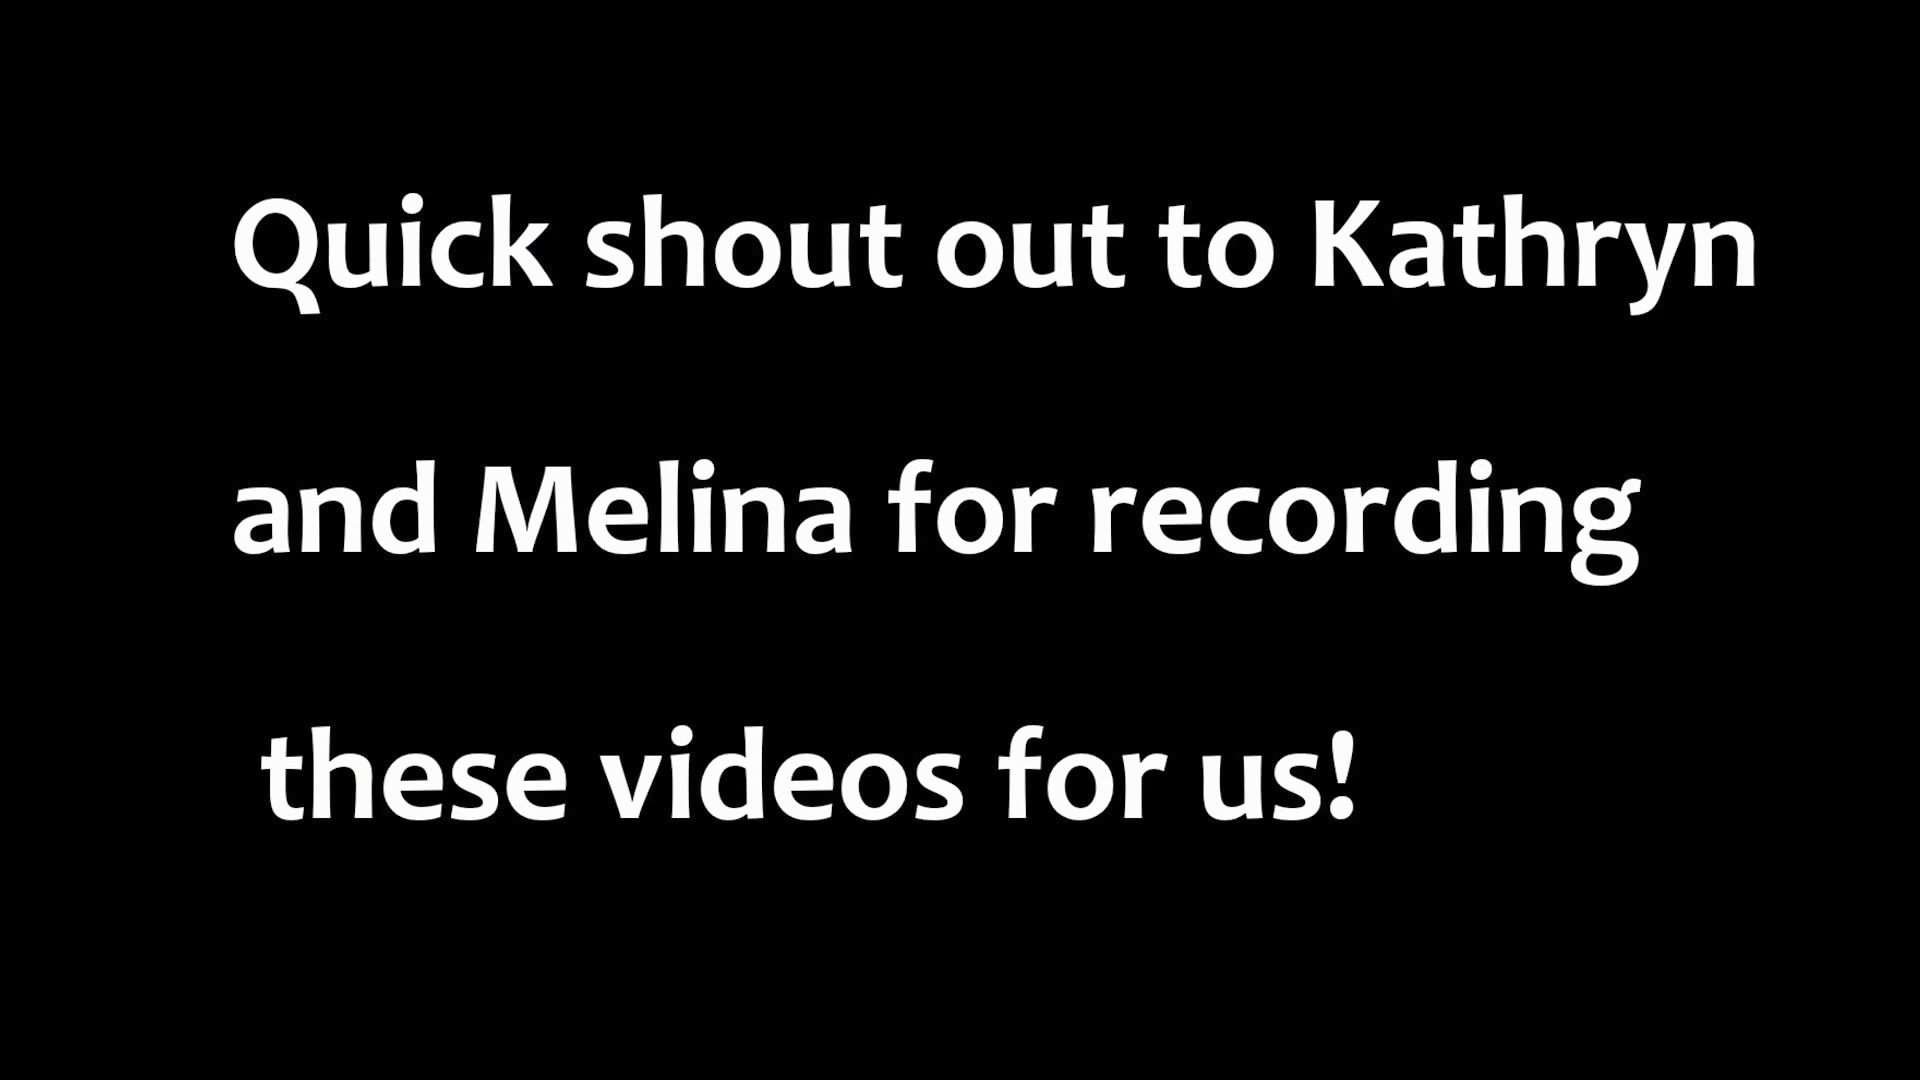 Quick shout out to Kathryn
and Melina for recording
these videos for us!